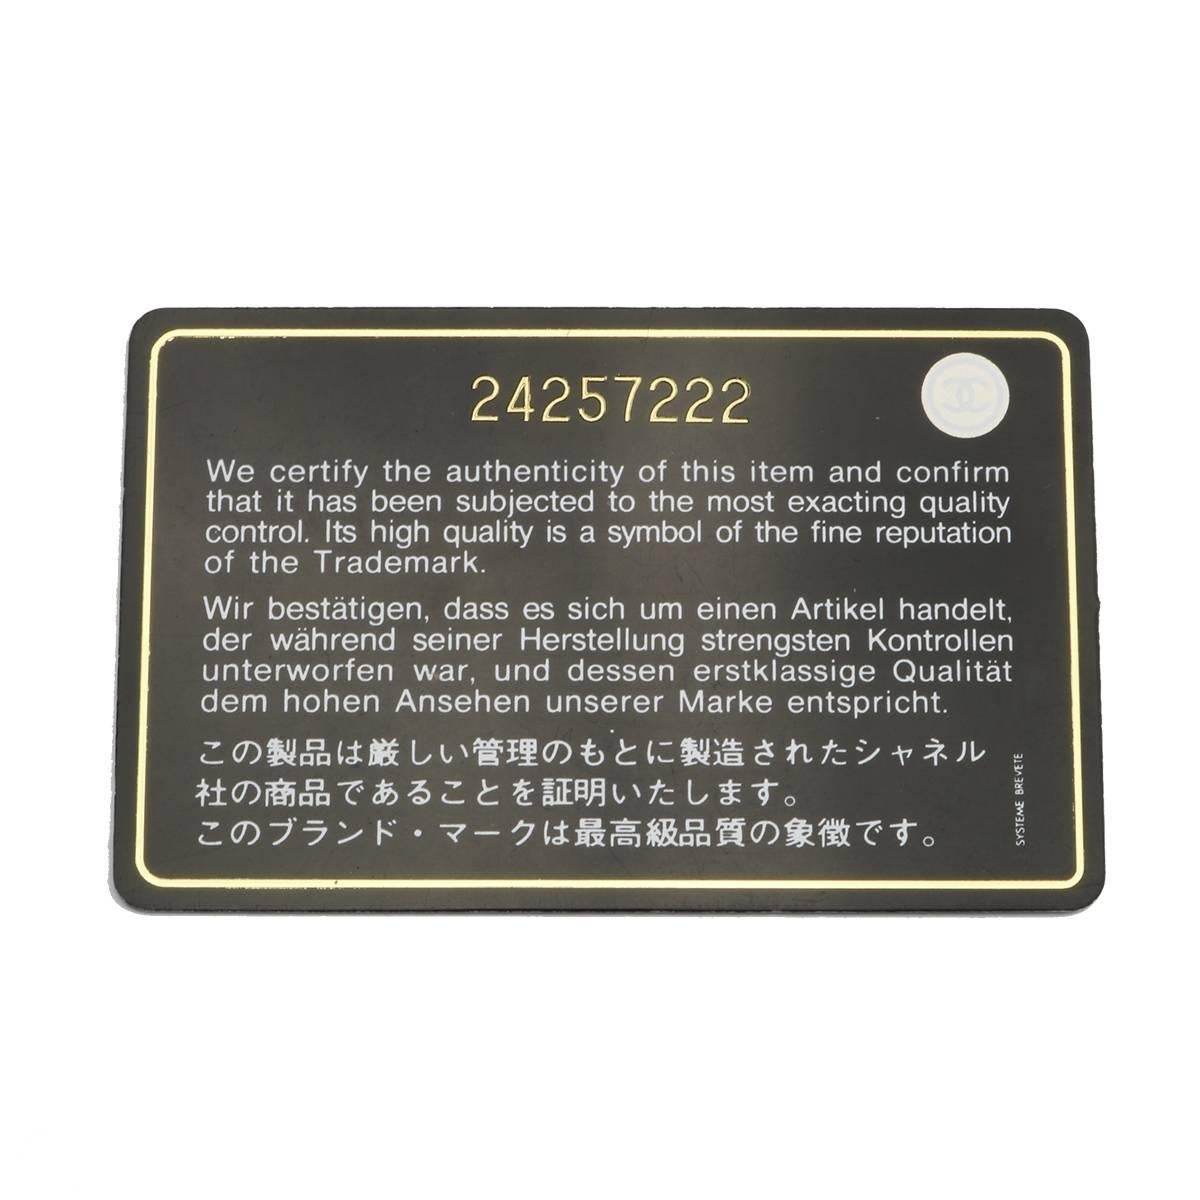 24257222
We certify the authenticity of this item and confirm
that it has been subjected to the most exacting quality
control. Its high quality is a symbol of the fine reputation
of the Trademark.
Wir bestätigen, dass es sich um einen Artikel handelt,
der während seiner Herstellung strengsten Kontrollen
unterworfen war, und dessen erstklassige Qualität
dem hohen Ansehen unserer Marke entspricht.
この製品は厳しい管理のもとに製造されたシャネル
社の商品であることを証明いたします。
このブランド・マークは最高級品質の象徴です。
SYSTEME BREVETE